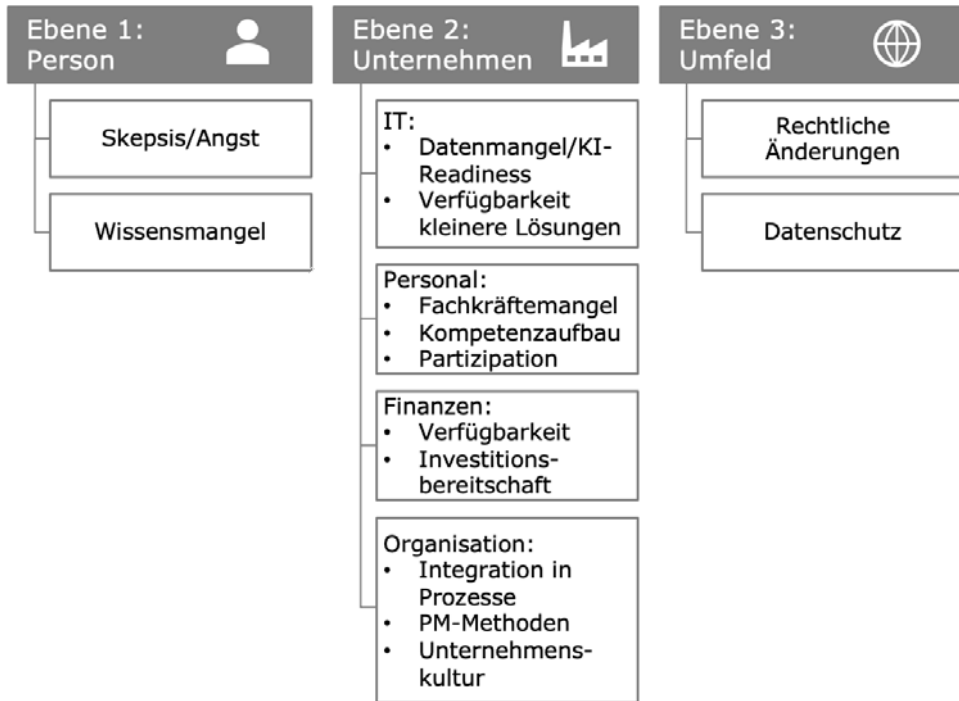 Ebene 1:
Person
Skepsis/Angst
Wissensmangel
Ebene 2:
Unternehmen
IT:
• Datenmangel/KI-
Readiness
• Verfügbarkeit
kleinere Lösungen
Personal:
• Fachkräftemangel
• Kompetenzaufbau
• Partizipation
Finanzen:
• Verfügbarkeit
• Investitions-
bereitschaft
Organisation:
• Integration in
Prozesse
• PM-Methoden
• Unternehmens-
kultur
Ebene 3:
Umfeld
Rechtliche
Änderungen
Datenschutz